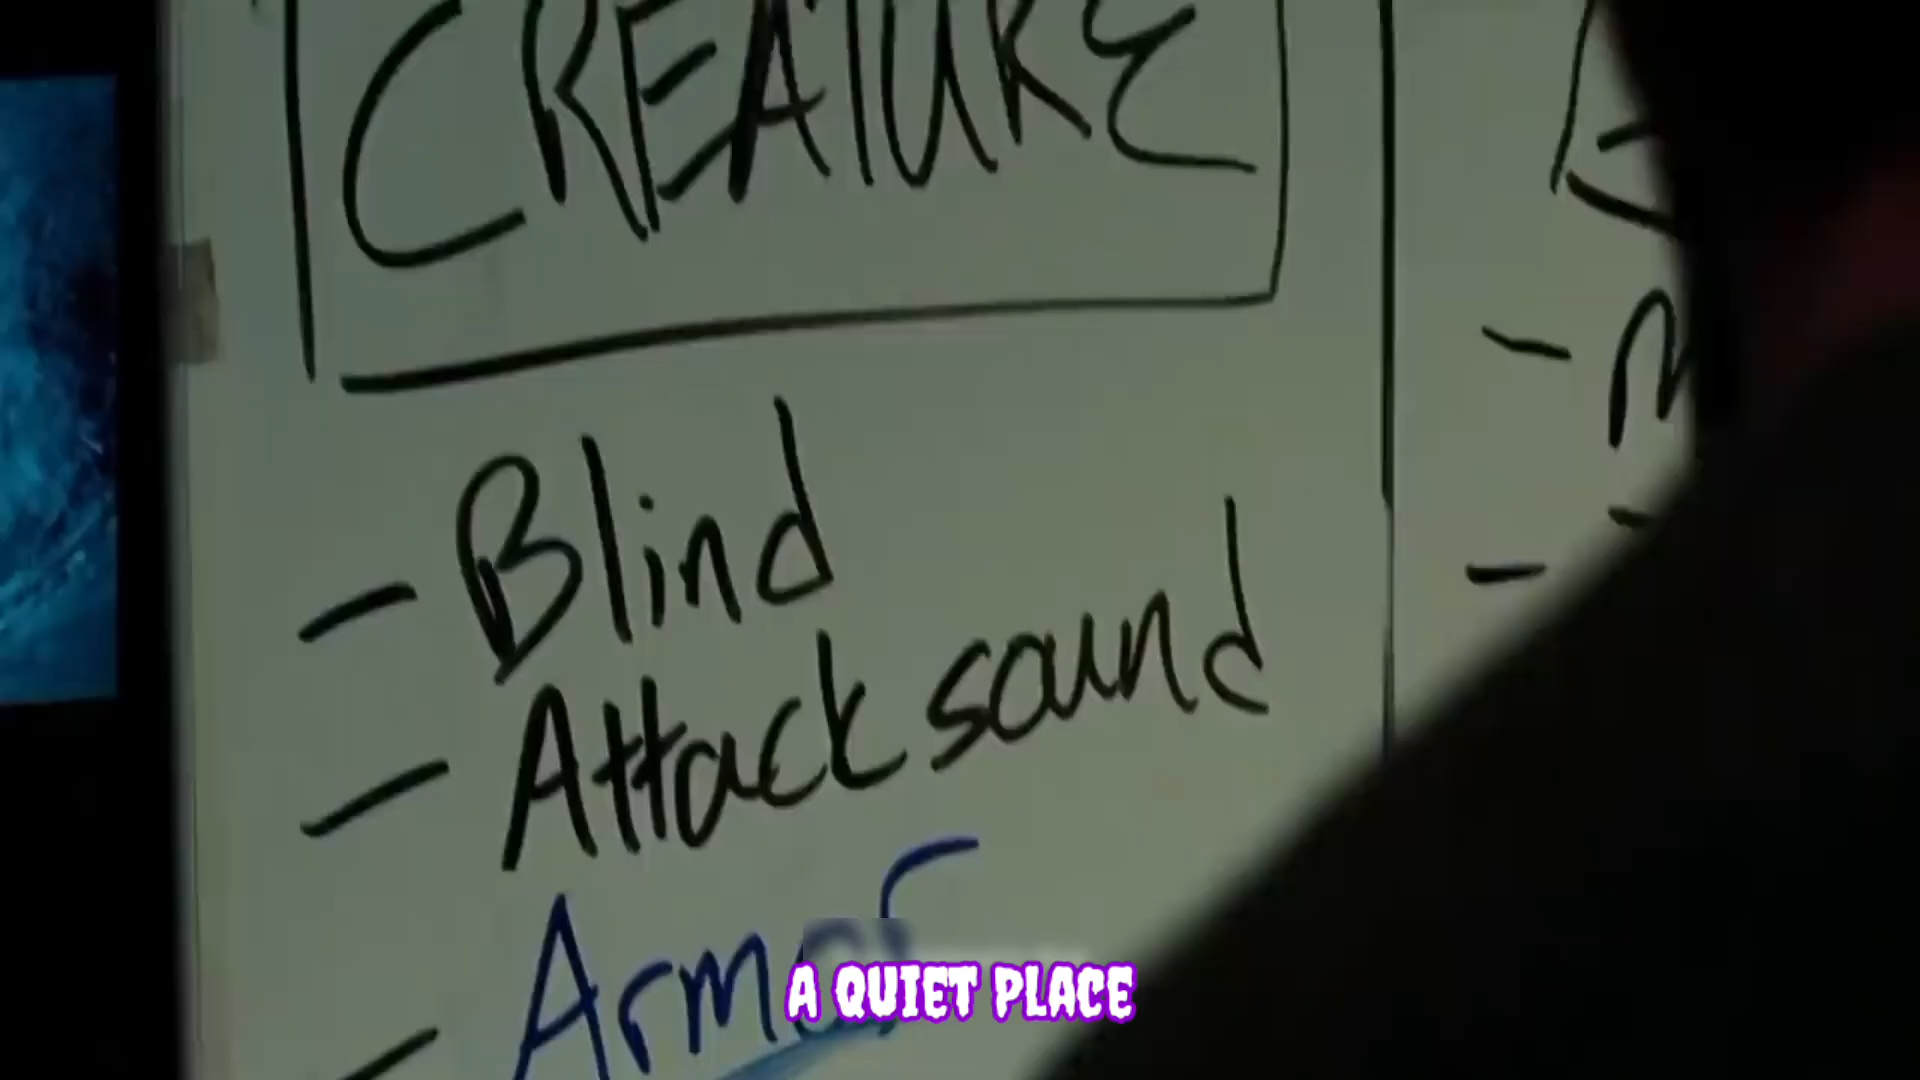 CREATURE
- Blind
- Attack sound
- Armor
A QUIET PLACE